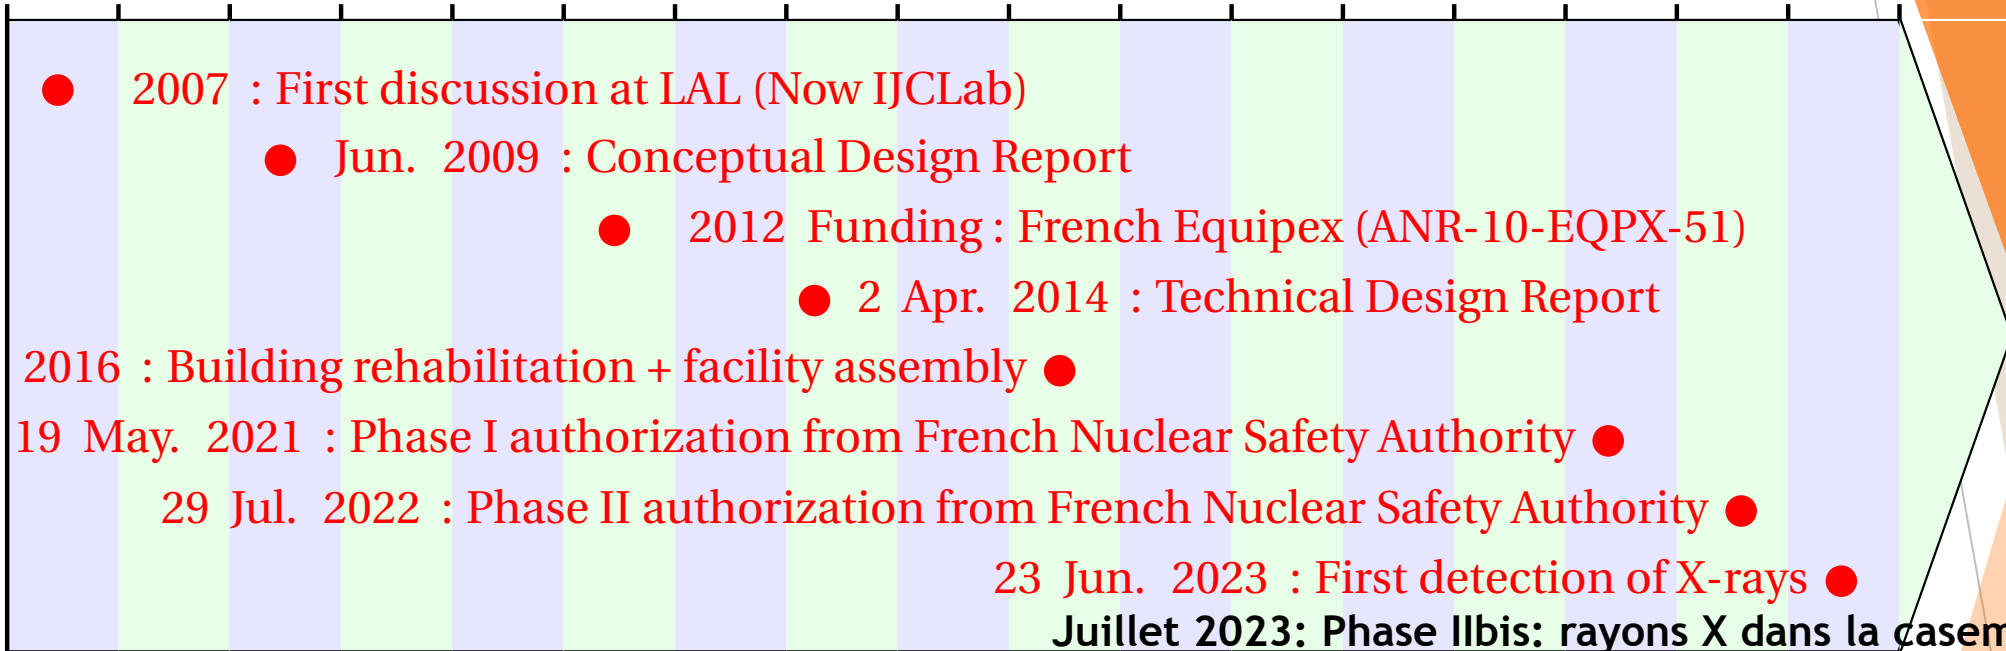 2007 : First discussion at LAL (Now IJCLab)
Jun. 2009 : Conceptual Design Report
2012 Funding : French Equipex (ANR-10-EQPX-51)
2 Apr. 2014 : Technical Design Report
2016 : Building rehabilitation + facility assembly
19 May. 2021 : Phase I authorization from French Nuclear Safety Authority
29 Jul. 2022 : Phase II authorization from French Nuclear Safety Authority
23 Jun. 2023 : First detection of X-rays
Juillet 2023: Phase IIbis: rayons X dans la